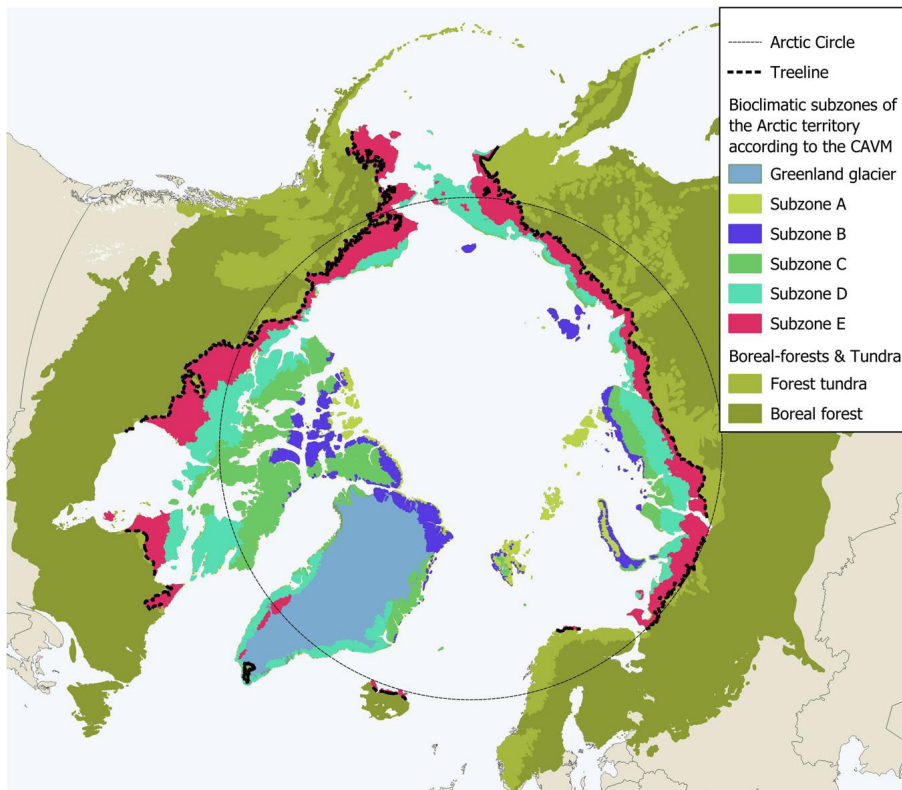 Arctic Circle
Treeline
Bioclimatic subzones of
the Arctic territory
according to the CAVM
Greenland glacier
Subzone A
Subzone B
Subzone C
Subzone D
Subzone E
Boreal-forests & Tundra
Forest tundra
Boreal forest